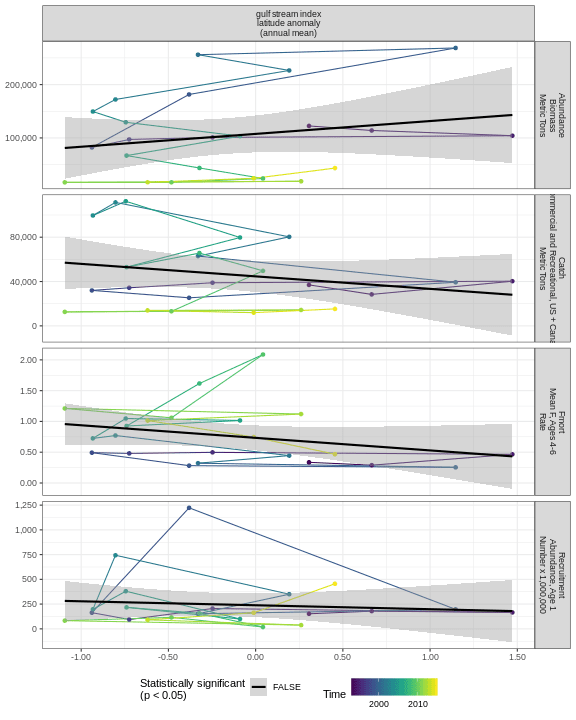 gulf stream index
latitude anomaly
(annual mean)
200,000
100,000
Abundance
Biomass
Metric Tons
80,000
40,000
0
Catch
mmercial and Recreational, US + Cana
Metric Tons
2.00
1.50
1.00
0.50
0.00
Fmort
Mean F, Ages 4-6
Rate
1,250
1,000
750
500
250
0
Recruitment
Abundance, Age 1
Number x 1,000,000
-1.00
-0.50
0.00
0.50
1.00
1.50
Statistically significant
(p < 0.05)
FALSE
Time
2000
2010